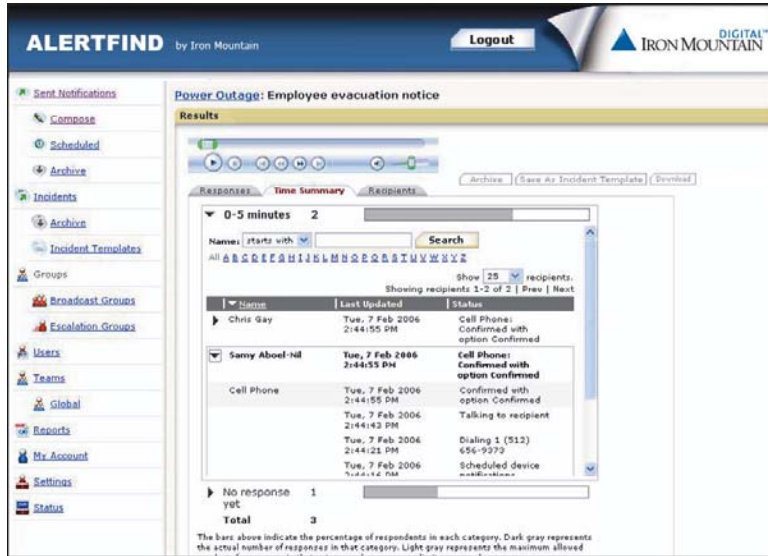 ALERTFIND by Iron Mountain
Logout
IRON MOUNTAIN
DIGITAL™
Sent Notifications
Compose
Scheduled
Archive
Incidents
Archive
Incident Templates
Groups
Broadcast Groups
Escalation Groups
Users
Teams
Global
Reports
My Account
Settings
Status
Power Outage: Employee evacuation notice
Results
Archive Save As Incident Template Download
Responses Time Summary Recipients
0-5 minutes 2
Name: starts with Search
All A B C D E F G H I J K L M N O P Q R S T U V W X Y Z
Show 25 recipients.
Showing recipients 1-2 of 2 | Prev | Next
Name Last Updated Status
Chris Gay Tue, 7 Feb 2006 Cell Phone:
2:44:55 PM Confirmed with
option Confirmed
Samy Aboel-Nil Tue, 7 Feb 2006 Cell Phone:
2:44:55 PM Confirmed with
option Confirmed
Cell Phone Tue, 7 Feb 2006 Confirmed with
2:44:55 PM option Confirmed
Tue, 7 Feb 2006 Talking to recipient
2:44:43 PM
Tue, 7 Feb 2006 Dialing 1 (512)
2:44:21 PM 656-9373
Tue, 7 Feb 2006 Scheduled device
No response 1
yet
Total 3
The bars above indicate the percentage of respondents in each category. Dark gray represents
the actual number of responses in that category. Light gray represents the maximum allowed